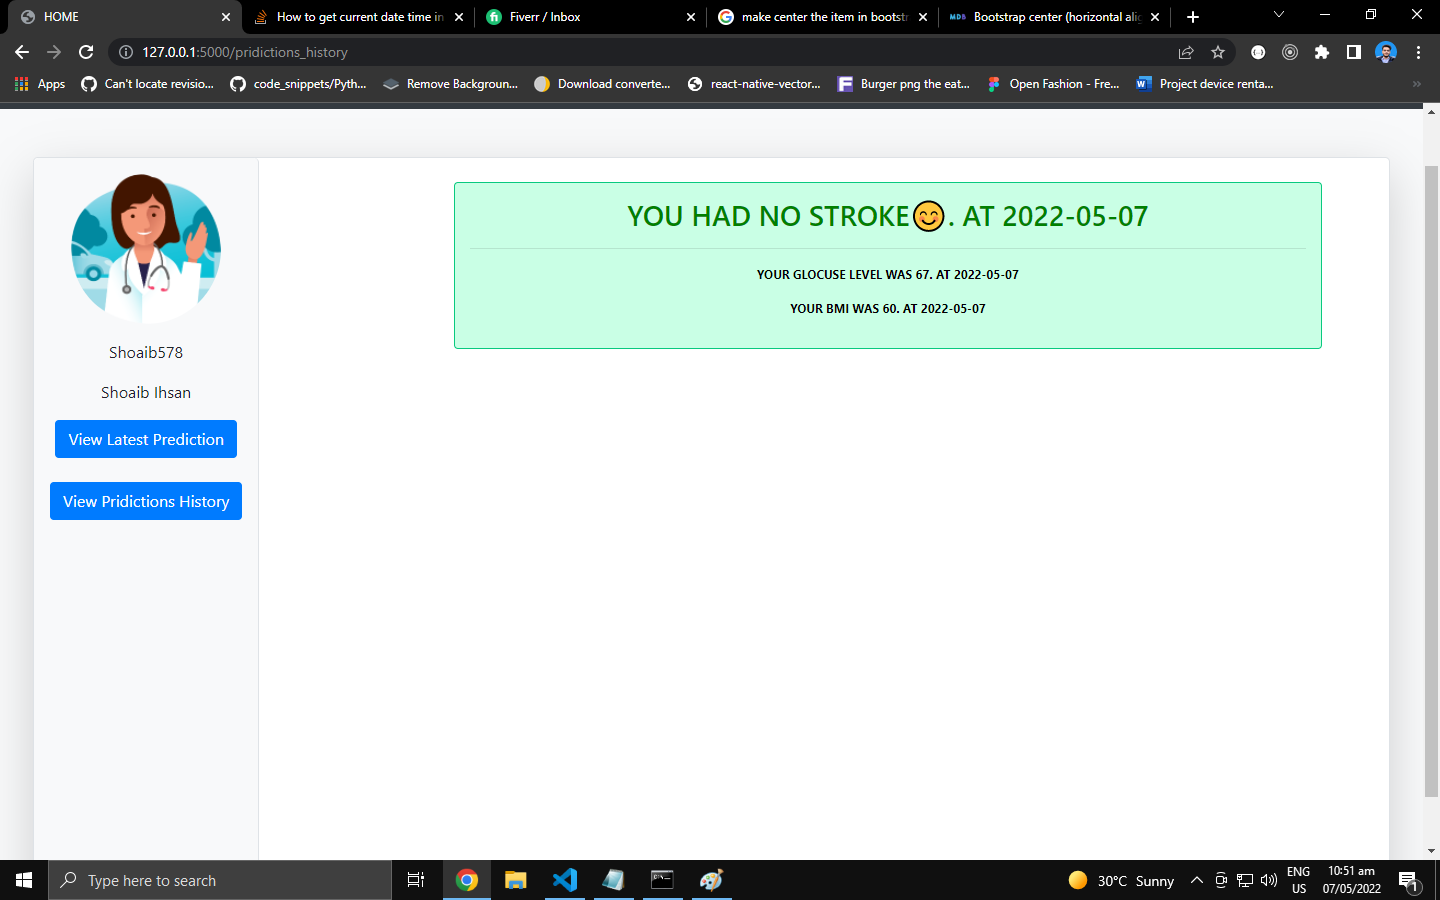 HOME
How to get current date time in
Fiverr / Inbox
make center the item in bootstr
MDB
Bootstrap center (horizontal alig
127.0.0.1:5000/pridictions_history
Apps
Can't locate revisio...
code_snippets/Pyth...
Remove Backgroun...
Download converte...
react-native-vector...
Burger png the eat...
Open Fashion - Fre...
Project device renta...
YOU HAD NO STROKE😊. AT 2022-05-07
YOUR GLOCUSE LEVEL WAS 67. AT 2022-05-07
YOUR BMI WAS 60. AT 2022-05-07
Shoaib578
Shoaib Ihsan
View Latest Prediction
View Pridictions History
Type here to search
30°C Sunny
ENG
US
10:51 am
07/05/2022
1